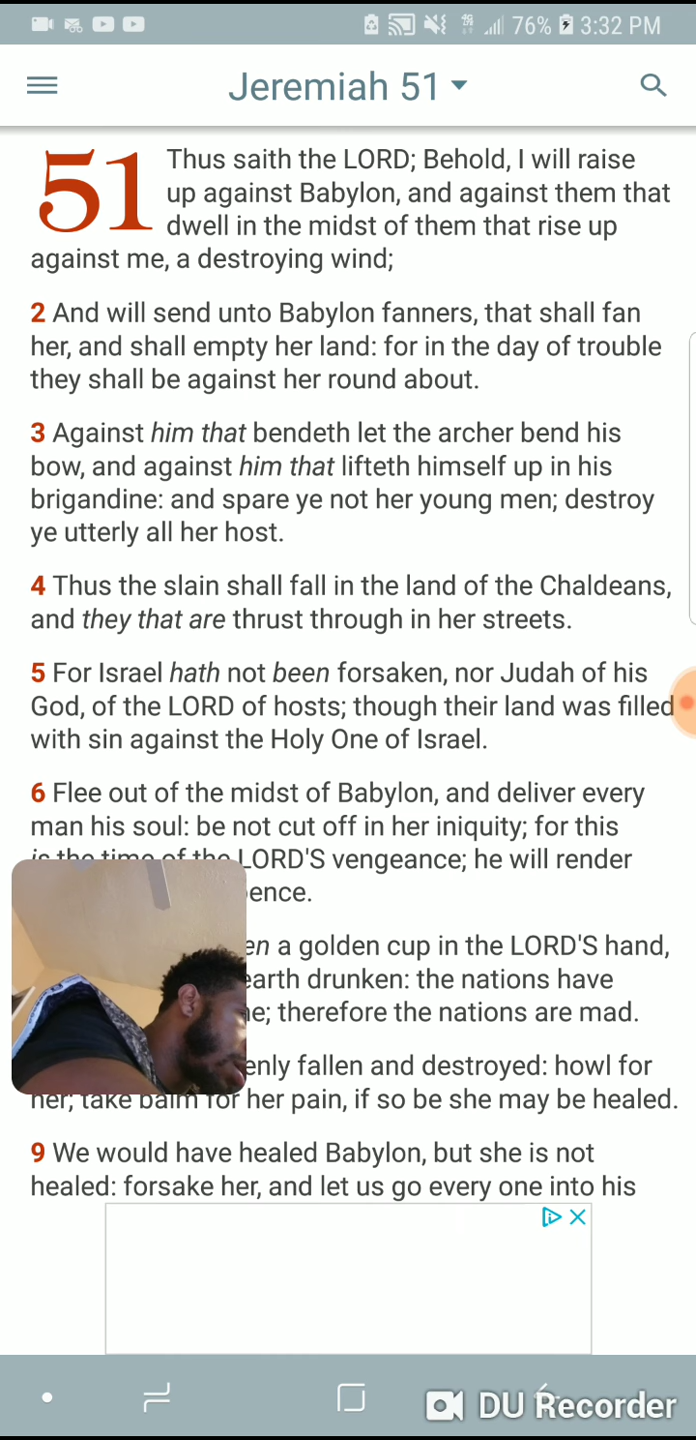 76% 3:32 PM
Jeremiah 51
51 Thus saith the LORD; Behold, I will raise
up against Babylon, and against them that
dwell in the midst of them that rise up
against me, a destroying wind;
2 And will send unto Babylon fanners, that shall fan
her, and shall empty her land: for in the day of trouble
they shall be against her round about.
3 Against him that bendeth let the archer bend his
bow, and against him that lifteth himself up in his
brigandine: and spare ye not her young men; destroy
ye utterly all her host.
4 Thus the slain shall fall in the land of the Chaldeans,
and they that are thrust through in her streets.
5 For Israel hath not been forsaken, nor Judah of his
God, of the LORD of hosts; though their land was filled
with sin against the Holy One of Israel.
6 Flee out of the midst of Babylon, and deliver every
man his soul: be not cut off in her iniquity; for this
is the time of the LORD'S vengeance; he will render
ence.
en a golden cup in the LORD'S hand,
earth drunken: the nations have
ne; therefore the nations are mad.
enly fallen and destroyed: howl for
her; take balm for her pain, if so be she may be healed.
9 We would have healed Babylon, but she is not
healed: forsake her, and let us go every one into his
DU Recorder